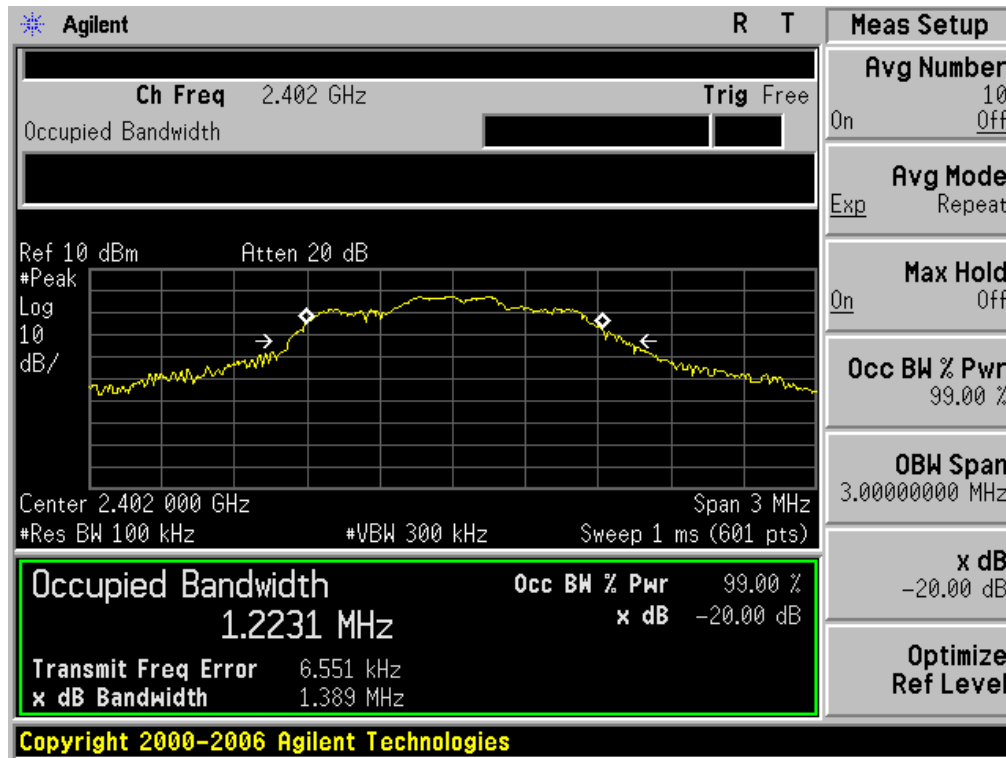 Agilent R T
Ch Freq 2.402 GHz Trig Free
Occupied Bandwidth
Ref 10 dBm Atten 20 dB
#Peak
Log
10
dB/
Center 2.402 000 GHz Span 3 MHz
#Res BW 100 kHz #VBW 300 kHz Sweep 1 ms (601 pts)
Occupied Bandwidth Occ BW % Pwr 99.00 %
1.2231 MHz x dB -20.00 dB
Transmit Freq Error 6.551 kHz
x dB Bandwidth 1.389 MHz
Copyright 2000-2006 Agilent Technologies
Meas Setup
Avg Number
10
On Off
Avg Mode
Exp Repeat
Max Hold
On Off
Occ BW % Pwr
99.00 %
OBW Span
3.00000000 MHz
x dB
-20.00 dB
Optimize
Ref Level